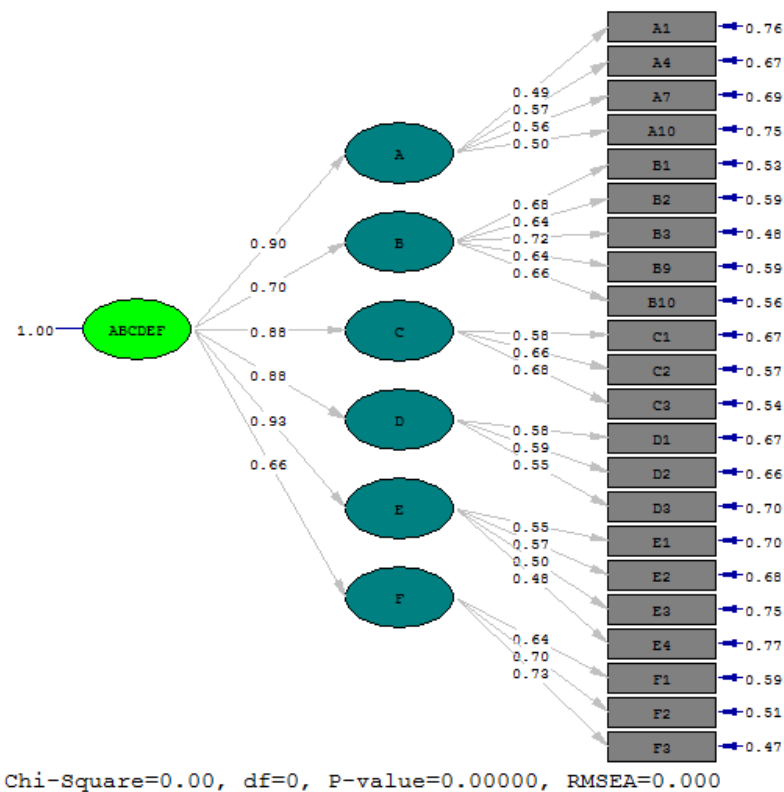 A1 0.76
A4 0.67
0.49
A7 0.69
0.57
0.56
A10 0.75
0.50
A
B1 0.53
B2 0.59
0.68
0.64
B3 0.48
0.72
0.90
B
0.64
B9 0.59
0.66
0.70
B10 0.56
1.00 ABCDEF 0.88 C 0.58 C1 0.67
0.66
C2 0.57
0.68
0.88
C3 0.54
D 0.58 D1 0.67
0.93
0.59
D2 0.66
0.66
0.55
D3 0.70
E
0.55
E1 0.70
0.57
0.50
E2 0.68
0.48
F
E3 0.75
0.64
E4 0.77
0.70
0.73
F1 0.59
F2 0.51
F3 0.47
Chi-Square=0.00, df=0, P-value=0.00000, RMSEA=0.000